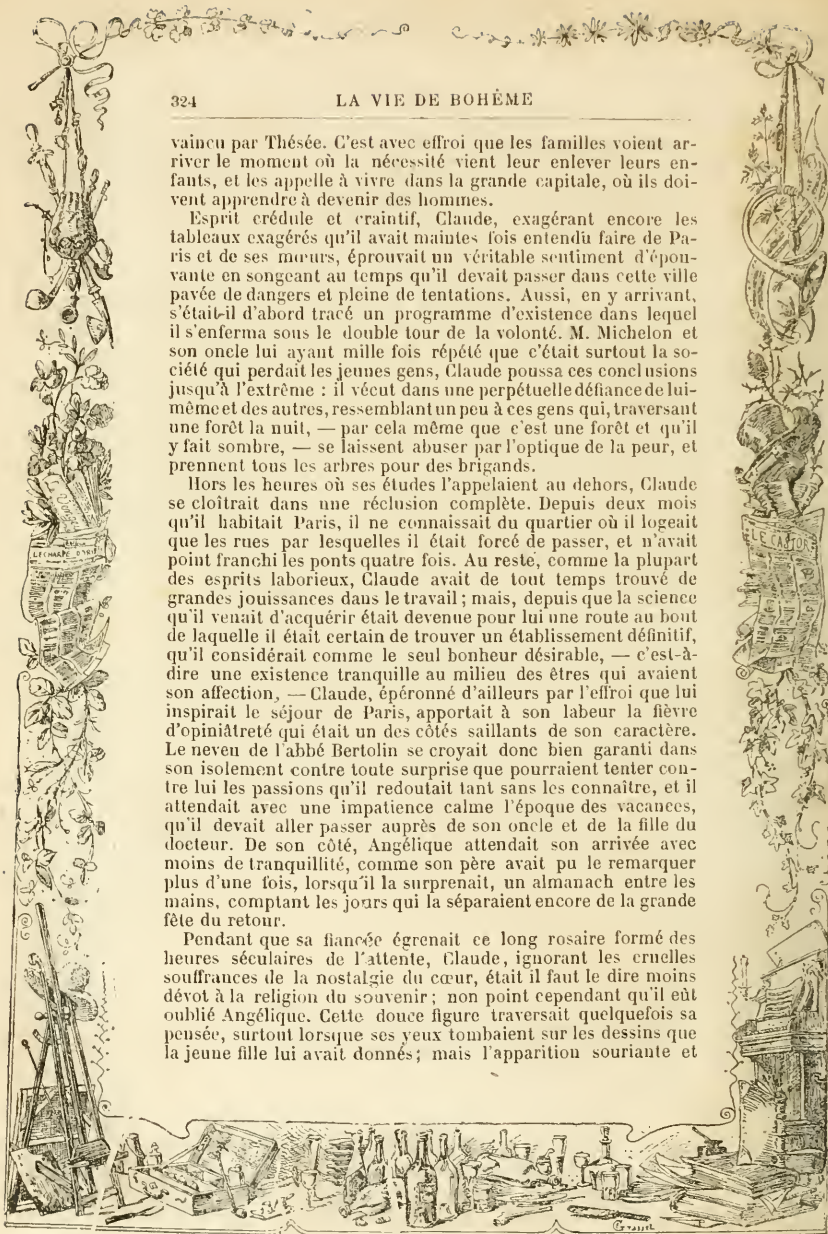 324 LA VIE DE BOHÈME
vaincu par Thésée. C'est avec effroi que les familles voient ar-
river le moment où la nécessité vient leur enlever leurs en-
fants, et les appelle à vivre dans la grande capitale, où ils doi-
vent apprendre à devenir des hommes.
Esprit crédule et craintif, Claude, exagérant encore les
tableaux exagérés qu'il avait maintes fois entendu faire de Pa-
ris et de ses mœurs, éprouvait un véritable sentiment d'épou-
vante en songeant au temps qu'il devait passer dans cette ville
pavée de dangers et pleine de tentations. Aussi, en y arrivant,
s'était-il d'abord tracé un programme d'existence dans lequel
il s'enferma sous le double tour de la volonté. M. Michelon et
son oncle lui ayant mille fois répété que c'était surtout la so-
ciété qui perdait les jeunes gens, Claude poussa ces conclusions
jusqu'à l'extrême : il vécut dans une perpétuelle défiance de lui-
même et des autres, ressemblant un peu à ces gens qui, traversant
une forêt la nuit, — par cela même que c'est une forêt et qu'il
y fait sombre, — se laissent abuser par l'optique de la peur, et
prennent tous les arbres pour des brigands.
Hors les heures où ses études l'appelaient au dehors, Claude
se cloîtrait dans une réclusion complète. Depuis deux mois
qu'il habitait Paris, il ne connaissait du quartier où il logeait
que les rues par lesquelles il était forcé de passer, et n'avait
point franchi les ponts quatre fois. Au reste, comme la plupart
des esprits laborieux, Claude avait de tout temps trouvé de
grandes jouissances dans le travail ; mais, depuis que la science
qu'il venait d'acquérir était devenue pour lui une route au bout
de laquelle il était certain de trouver un établissement définitif,
qu'il considérait comme le seul bonheur désirable, — c'est-à-
dire une existence tranquille au milieu des êtres qui avaient
son affection, — Claude, éperonné d'ailleurs par l'effroi que lui
inspirait le séjour de Paris, apportait à son labeur la fièvre
d'opiniâtreté qui était un des côtés saillants de son caractère.
Le neveu de l'abbé Bertolin se croyait donc bien garanti dans
son isolement contre toute surprise que pourraient tenter con-
tre lui les passions qu'il redoutait tant sans les connaître, et il
attendait avec une impatience calme l'époque des vacances,
qu'il devait aller passer auprès de son oncle et de la fille du
docteur. De son côté, Angélique attendait son arrivée avec
moins de tranquillité, comme son père avait pu le remarquer
plus d'une fois, lorsqu'il la surprenait, un almanach entre les
mains, comptant les jours qui la séparaient encore de la grande
fête du retour.
Pendant que sa fiancée égrenait ce long rosaire formé des
heures séculaires de l'attente, Claude, ignorant les cruelles
souffrances de la nostalgie du cœur, était il faut le dire moins
dévot à la religion du souvenir ; non point cependant qu'il eût
oublié Angélique. Cette douce figure traversait quelquefois sa
pensée, surtout lorsque ses yeux tombaient sur les dessins que
la jeune fille lui avait donnés ; mais l'apparition souriante et
LE CASTOR